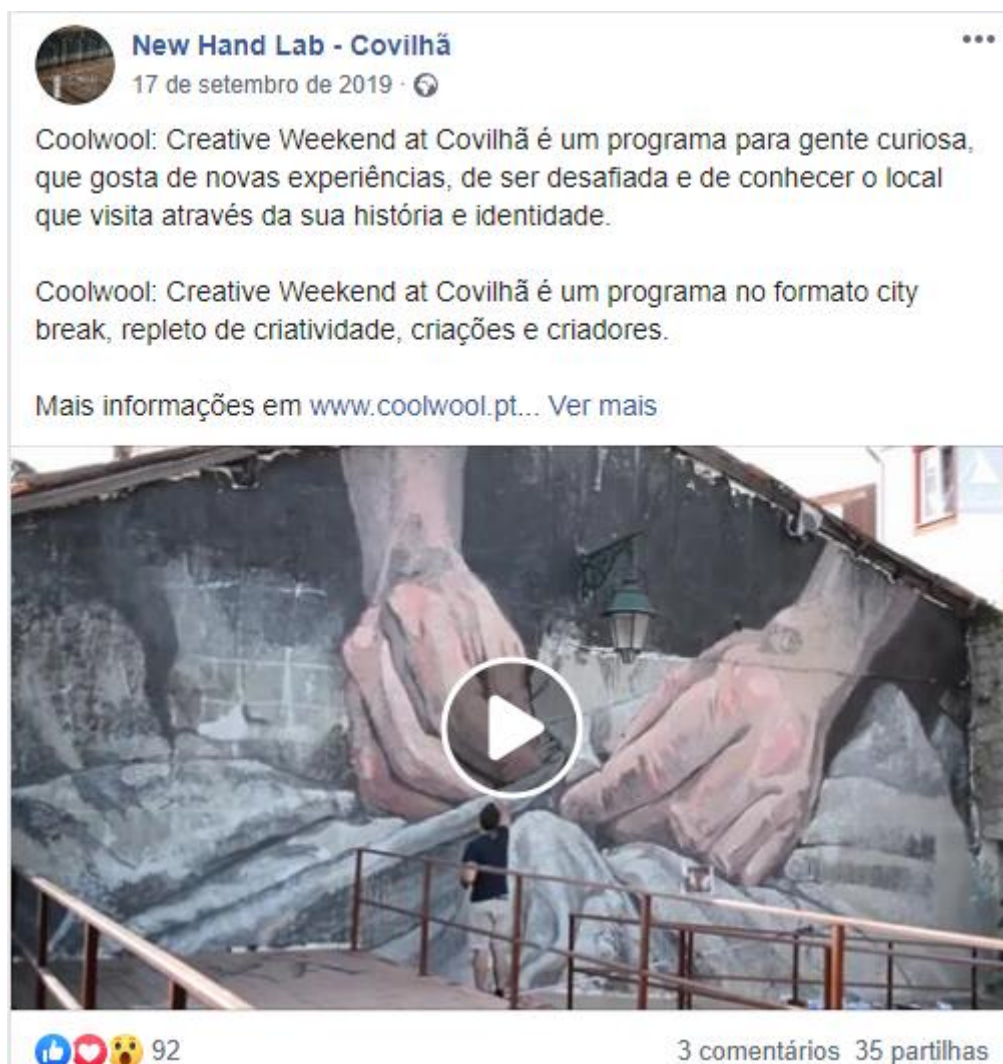 New Hand Lab - Covilhã
17 de setembro de 2019 ·
Coolwool: Creative Weekend at Covilhã é um programa para gente curiosa,
que gosta de novas experiências, de ser desafiada e de conhecer o local
que visita através da sua história e identidade.
Coolwool: Creative Weekend at Covilhã é um programa no formato city
break, repleto de criatividade, criações e criadores.
Mais informações em www.coolwool.pt... Ver mais
92
3 comentários 35 partilhas